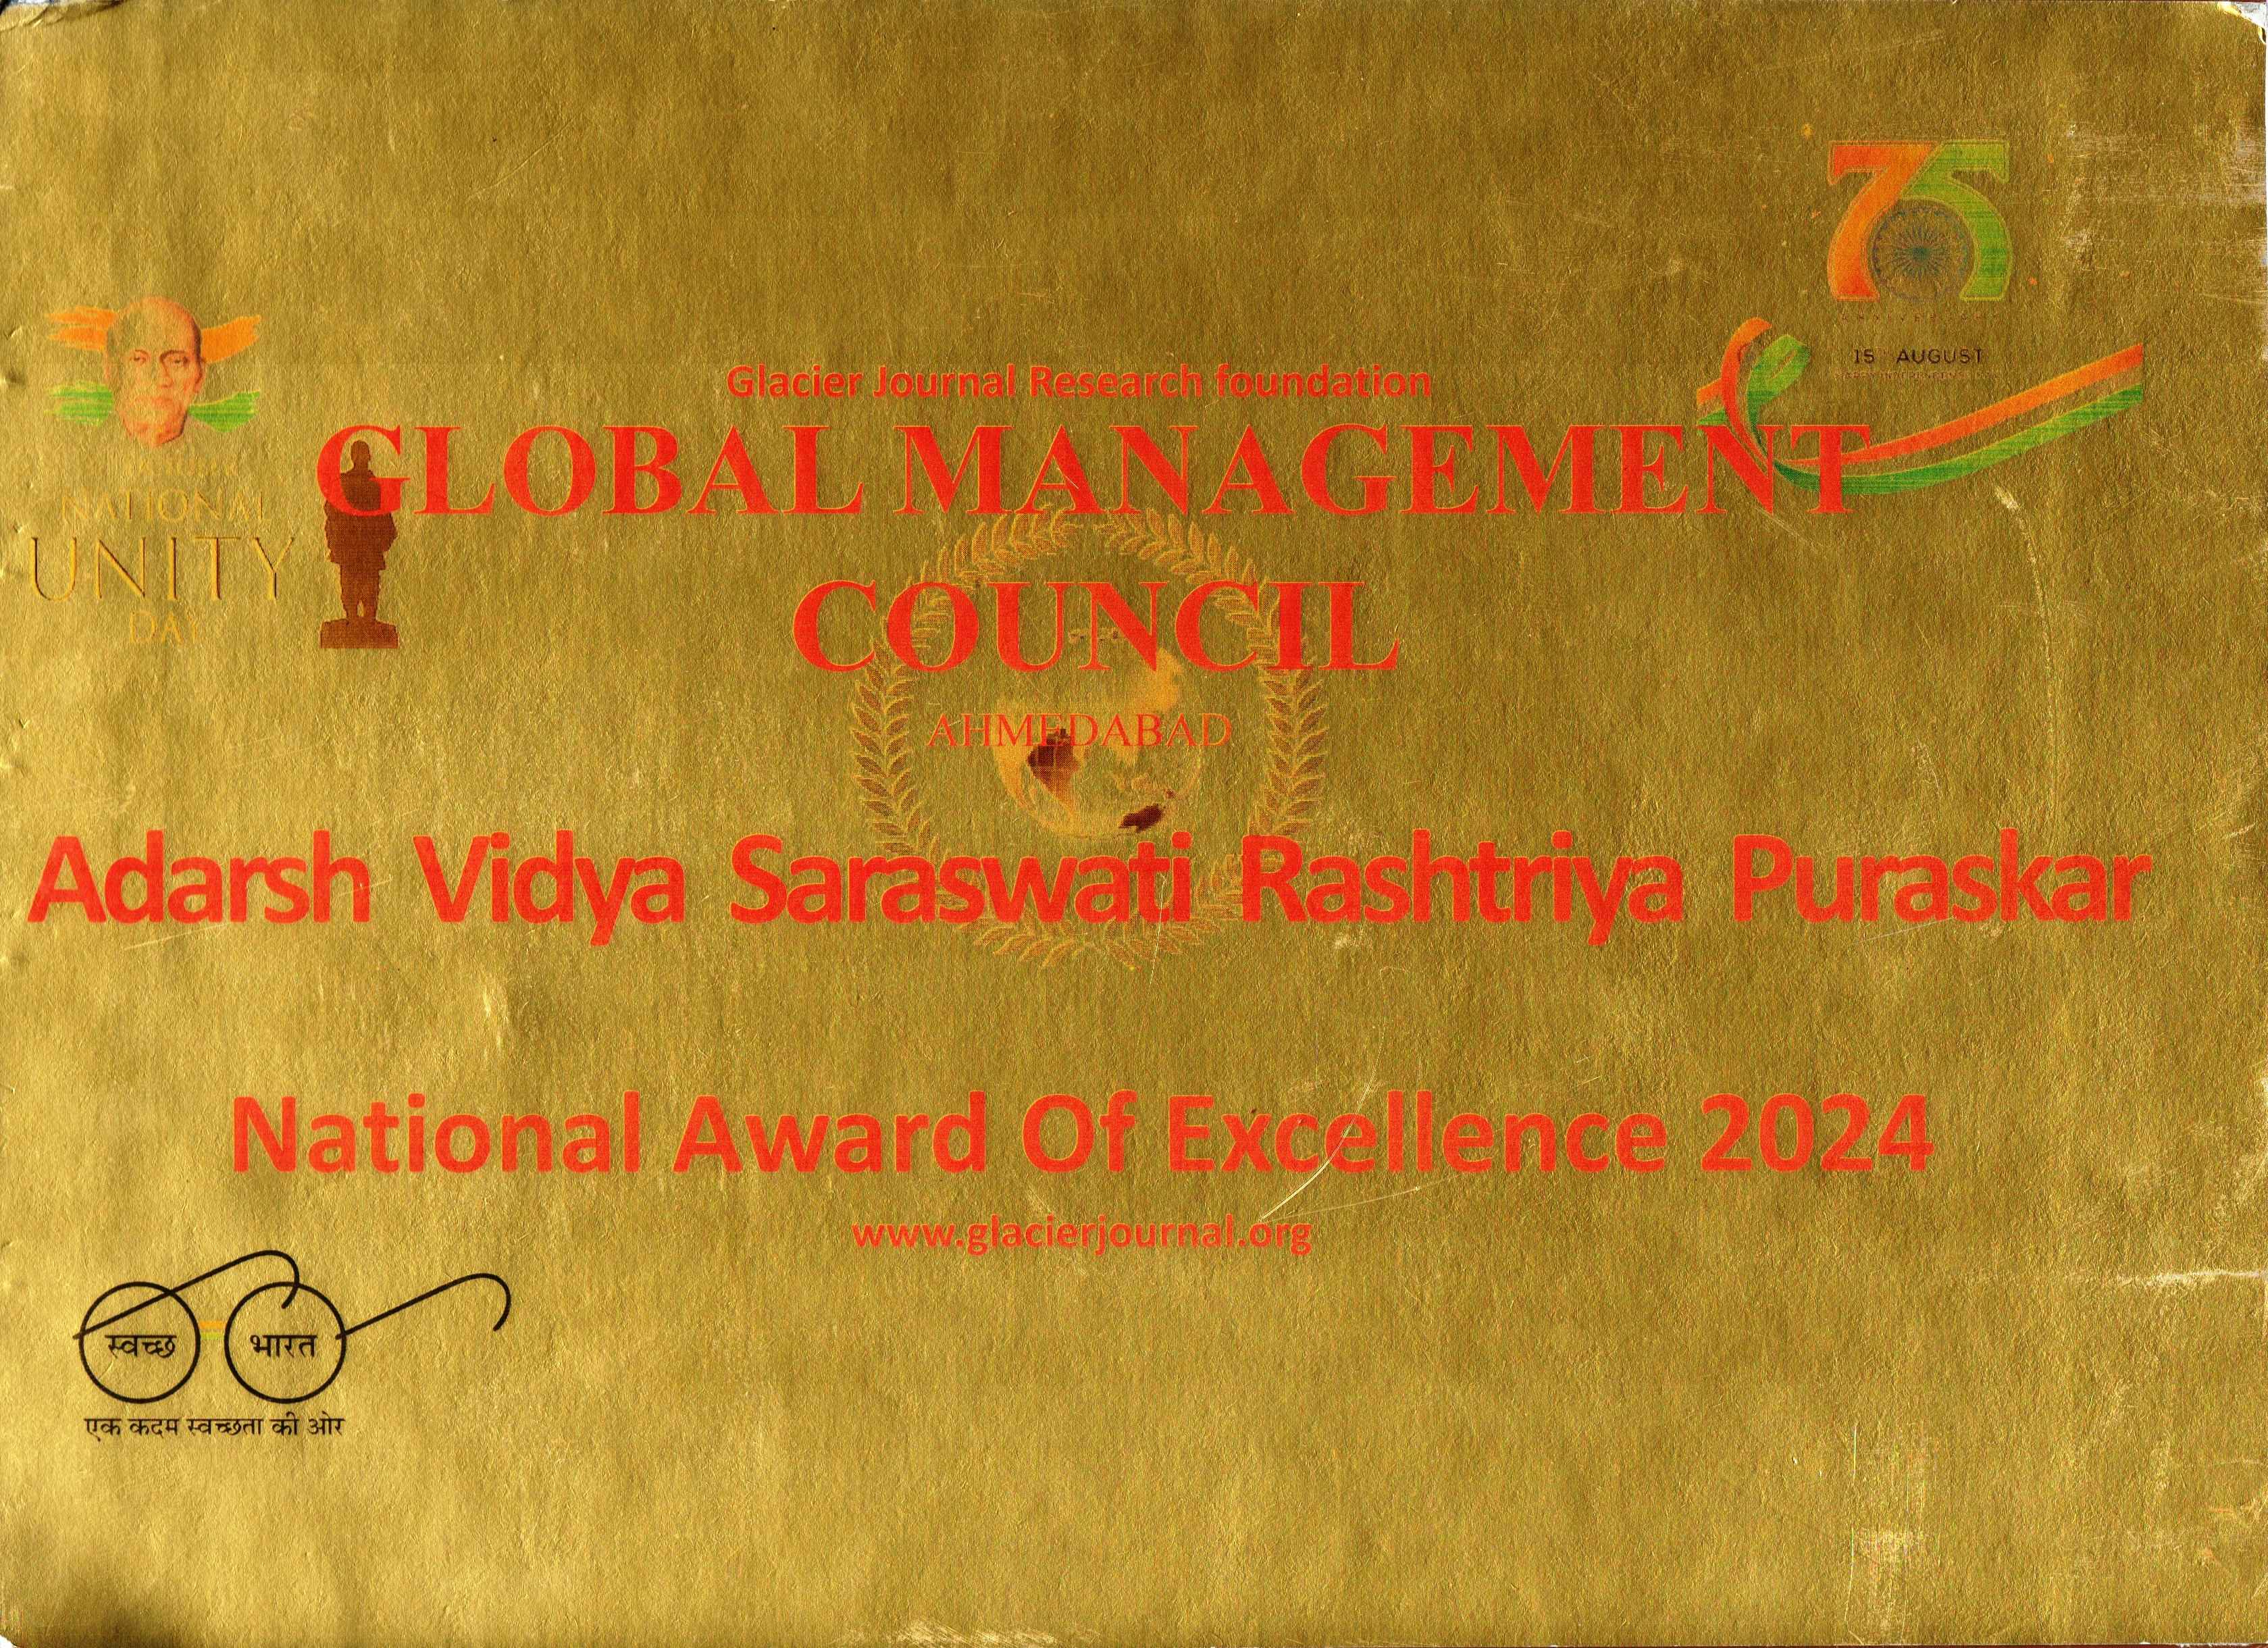 15 AUGUST
Glacier Journal Research foundation
GLOBAL MANAGEMENT
COUNCIL
NATIONAL
UNITY
DAY
AHMEDABAD
Adarsh Vidya Saraswati Rashtriya Puraskar
National Award Of Excellence 2024
www.glacierjournal.org
स्वच्छ भारत
एक कदम स्वच्छता की ओर
75